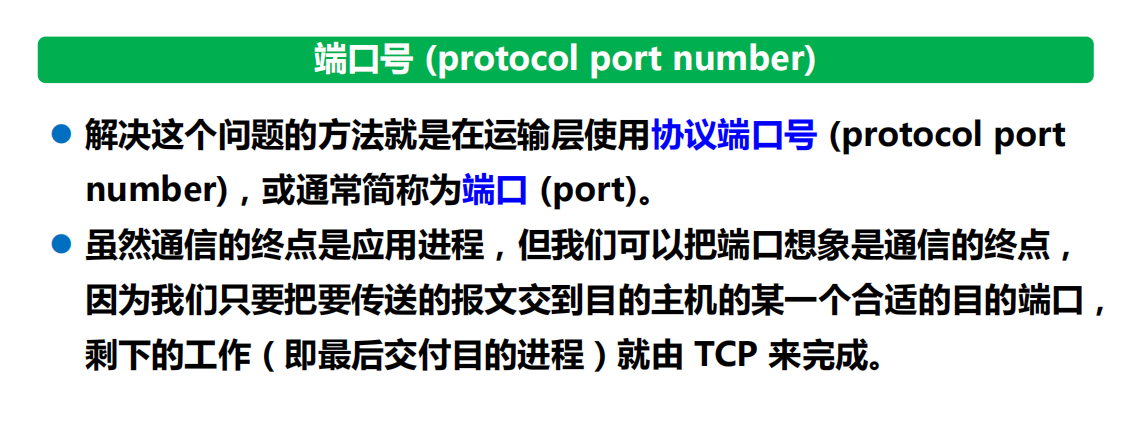 端口号 (protocol port number)
解决这个问题的方法就是在运输层使用协议端口号 (protocol port
number)，或通常简称为端口 (port)。
虽然通信的终点是应用进程，但我们可以把端口想象是通信的终点，
因为我们只要把要传送的报文交到目的主机的某一个合适的目的端口，
剩下的工作（即最后交付目的进程）就由 TCP 来完成。